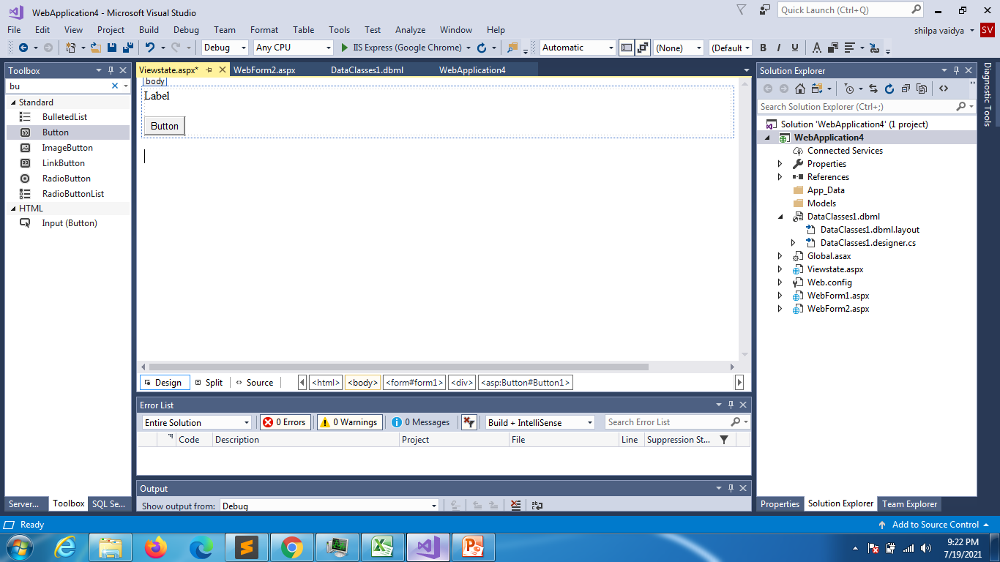 WebApplication4 - Microsoft Visual Studio
Quick Launch (Ctrl+Q)
File Edit View Project Build Debug Team Format Table Tools Test Analyze Window Help
shilpa vaidya SV
Debug Any CPU IIS Express (Google Chrome) Automatic (None) (Default B I U A
Toolbox
bu
Standard
BulletedList
Button
ImageButton
LinkButton
RadioButton
RadioButtonList
HTML
Input (Button)
Server... Toolbox SQL Se...
Viewstate.aspx* WebForm2.aspx DataClasses1.dbml WebApplication4
body
Label
Button
Design Split Source <html> <body> <form#form1> <div> <asp:Button#Button1>
Error List
Entire Solution 0 Errors 0 Warnings 0 Messages Build + IntelliSense Search Error List
Code Description Project File Line Suppression St...
Output
Show output from: Debug
Solution Explorer
Search Solution Explorer (Ctrl+;)
Solution 'WebApplication4' (1 project)
WebApplication4
Connected Services
Properties
References
App_Data
Models
DataClasses1.dbml
DataClasses1.dbml.layout
DataClasses1.designer.cs
Global.asax
Viewstate.aspx
Web.config
WebForm1.aspx
WebForm2.aspx
Properties Solution Explorer Team Explorer
Diagnostic Tools
Ready
Add to Source Control
9:22 PM
7/19/2021